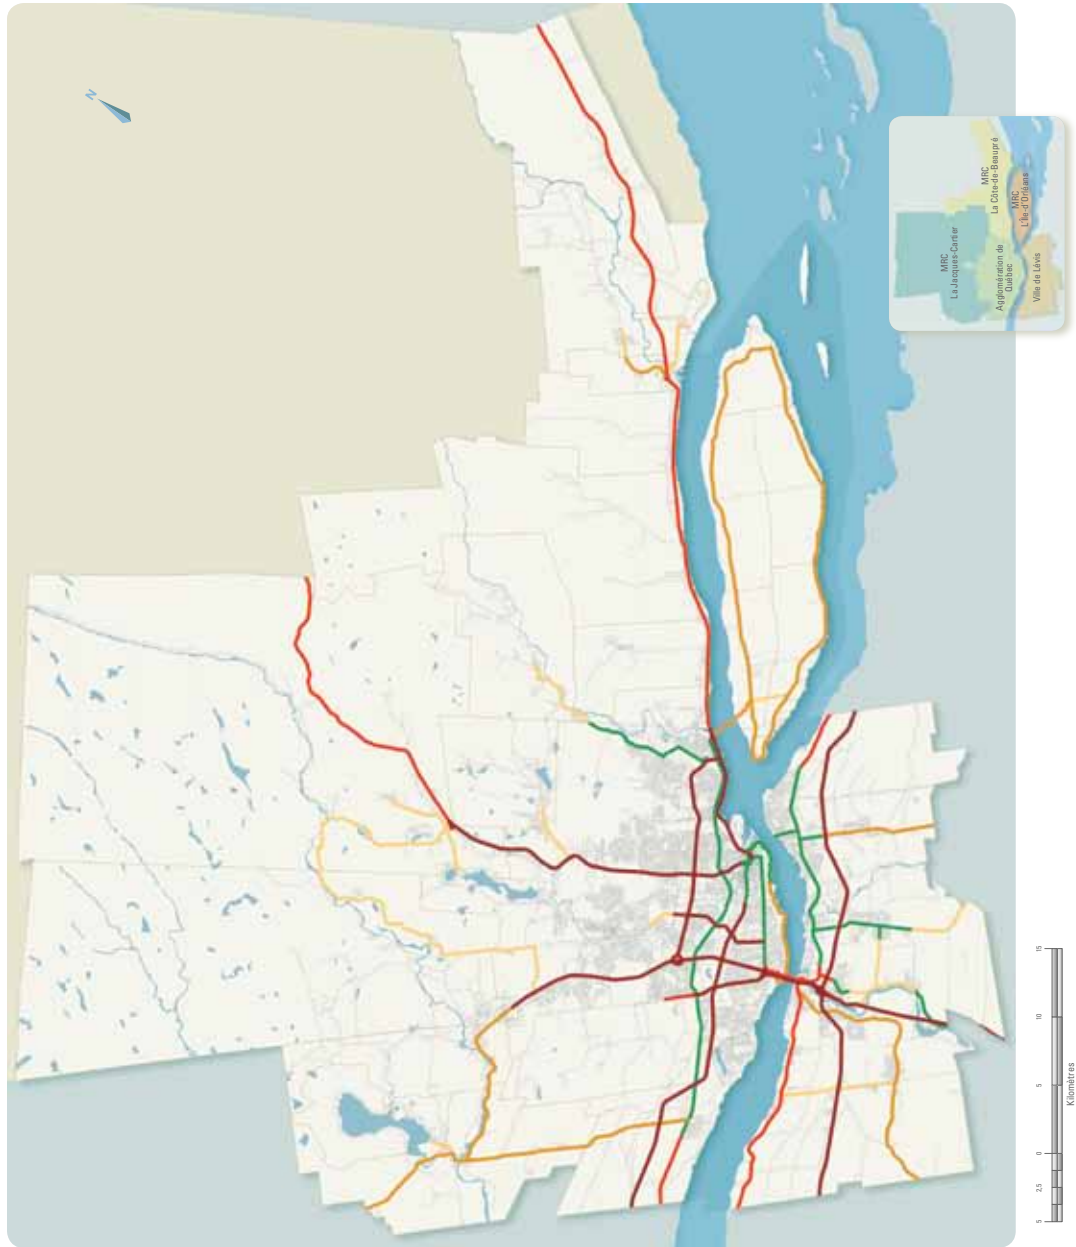 N
MRC
La Côte-de-Beaupré
MRC
L'Île-d'Orléans
MRC
La Jacques-Cartier
Agglomération de
Québec
Ville de Lévis
5
2,5
0
5
10
15
Kilomètres